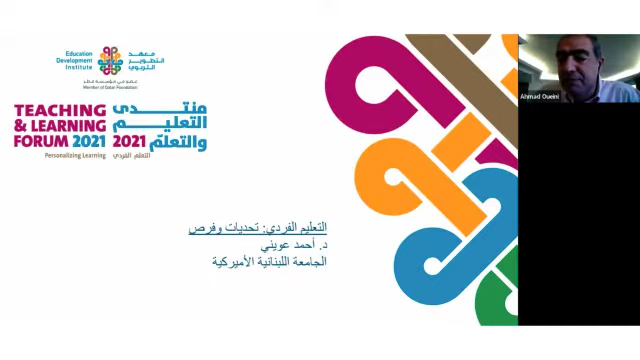 Education
Development
Institute
معهد
التطوير
التربوي
عضو في مؤسسة قطر
Member of Qatar Foundation
TEACHING
& LEARNING
FORUM 2021
Personalizing Learning
منتدى
التعليم
والتعلّم 2021
التعلم الفردي
التعليم الفردي: تحديات وفرص
د. أحمد عويني
الجامعة اللبنانية الأميركية
Ahmad Oueini